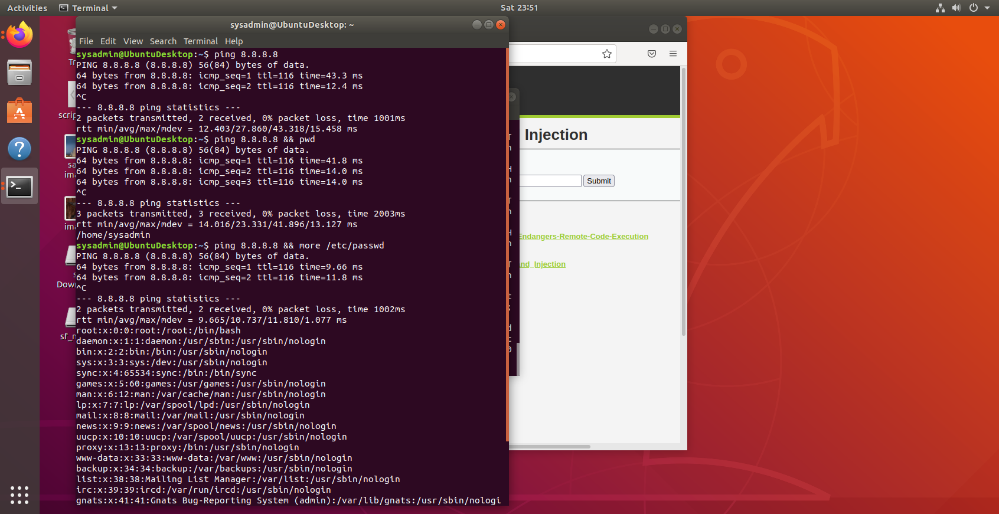 Activities
Terminal
Sat 23:51
sysadmin@UbuntuDesktop: ~
File Edit View Search Terminal Help
sysadmin@UbuntuDesktop:~$ ping 8.8.8.8
PING 8.8.8.8 (8.8.8.8) 56(84) bytes of data.
64 bytes from 8.8.8.8: icmp_seq=1 ttl=116 time=43.3 ms
64 bytes from 8.8.8.8: icmp_seq=2 ttl=116 time=12.4 ms
^C
--- 8.8.8.8 ping statistics ---
2 packets transmitted, 2 received, 0% packet loss, time 1001ms
rtt min/avg/max/mdev = 12.403/27.860/43.318/15.458 ms
sysadmin@UbuntuDesktop:~$ ping 8.8.8.8 && pwd
PING 8.8.8.8 (8.8.8.8) 56(84) bytes of data.
64 bytes from 8.8.8.8: icmp_seq=1 ttl=116 time=41.8 ms
64 bytes from 8.8.8.8: icmp_seq=2 ttl=116 time=14.0 ms
64 bytes from 8.8.8.8: icmp_seq=3 ttl=116 time=14.0 ms
^C
--- 8.8.8.8 ping statistics ---
3 packets transmitted, 3 received, 0% packet loss, time 2003ms
rtt min/avg/max/mdev = 14.016/23.331/41.896/13.127 ms
/home/sysadmin
sysadmin@UbuntuDesktop:~$ ping 8.8.8.8 && more /etc/passwd
PING 8.8.8.8 (8.8.8.8) 56(84) bytes of data.
64 bytes from 8.8.8.8: icmp_seq=1 ttl=116 time=9.66 ms
64 bytes from 8.8.8.8: icmp_seq=2 ttl=116 time=11.8 ms
^C
--- 8.8.8.8 ping statistics ---
2 packets transmitted, 2 received, 0% packet loss, time 1002ms
rtt min/avg/max/mdev = 9.665/10.737/11.810/1.077 ms
root:x:0:0:root:/root:/bin/bash
daemon:x:1:1:daemon:/usr/sbin:/usr/sbin/nologin
bin:x:2:2:bin:/bin:/usr/sbin/nologin
sys:x:3:3:sys:/dev:/usr/sbin/nologin
sync:x:4:65534:sync:/bin:/bin/sync
games:x:5:60:games:/usr/games:/usr/sbin/nologin
man:x:6:12:man:/var/cache/man:/usr/sbin/nologin
lp:x:7:7:lp:/var/spool/lpd:/usr/sbin/nologin
mail:x:8:8:mail:/var/mail:/usr/sbin/nologin
news:x:9:9:news:/var/spool/news:/usr/sbin/nologin
uucp:x:10:10:uucp:/var/spool/uucp:/usr/sbin/nologin
proxy:x:13:13:proxy:/bin:/usr/sbin/nologin
www-data:x:33:33:www-data:/var/www:/usr/sbin/nologin
backup:x:34:34:backup:/var/backups:/usr/sbin/nologin
list:x:38:38:Mailing List Manager:/var/list:/usr/sbin/nologin
irc:x:39:39:ircd:/var/run/ircd:/usr/sbin/nologin
gnats:x:41:41:Gnats Bug-Reporting System (admin):/var/lib/gnats:/usr/sbin/nologi
Injection
Submit
Endangers-Remote-Code-Execution
and_Injection
scrip
sa
ima
ima
s
Dow
sf_